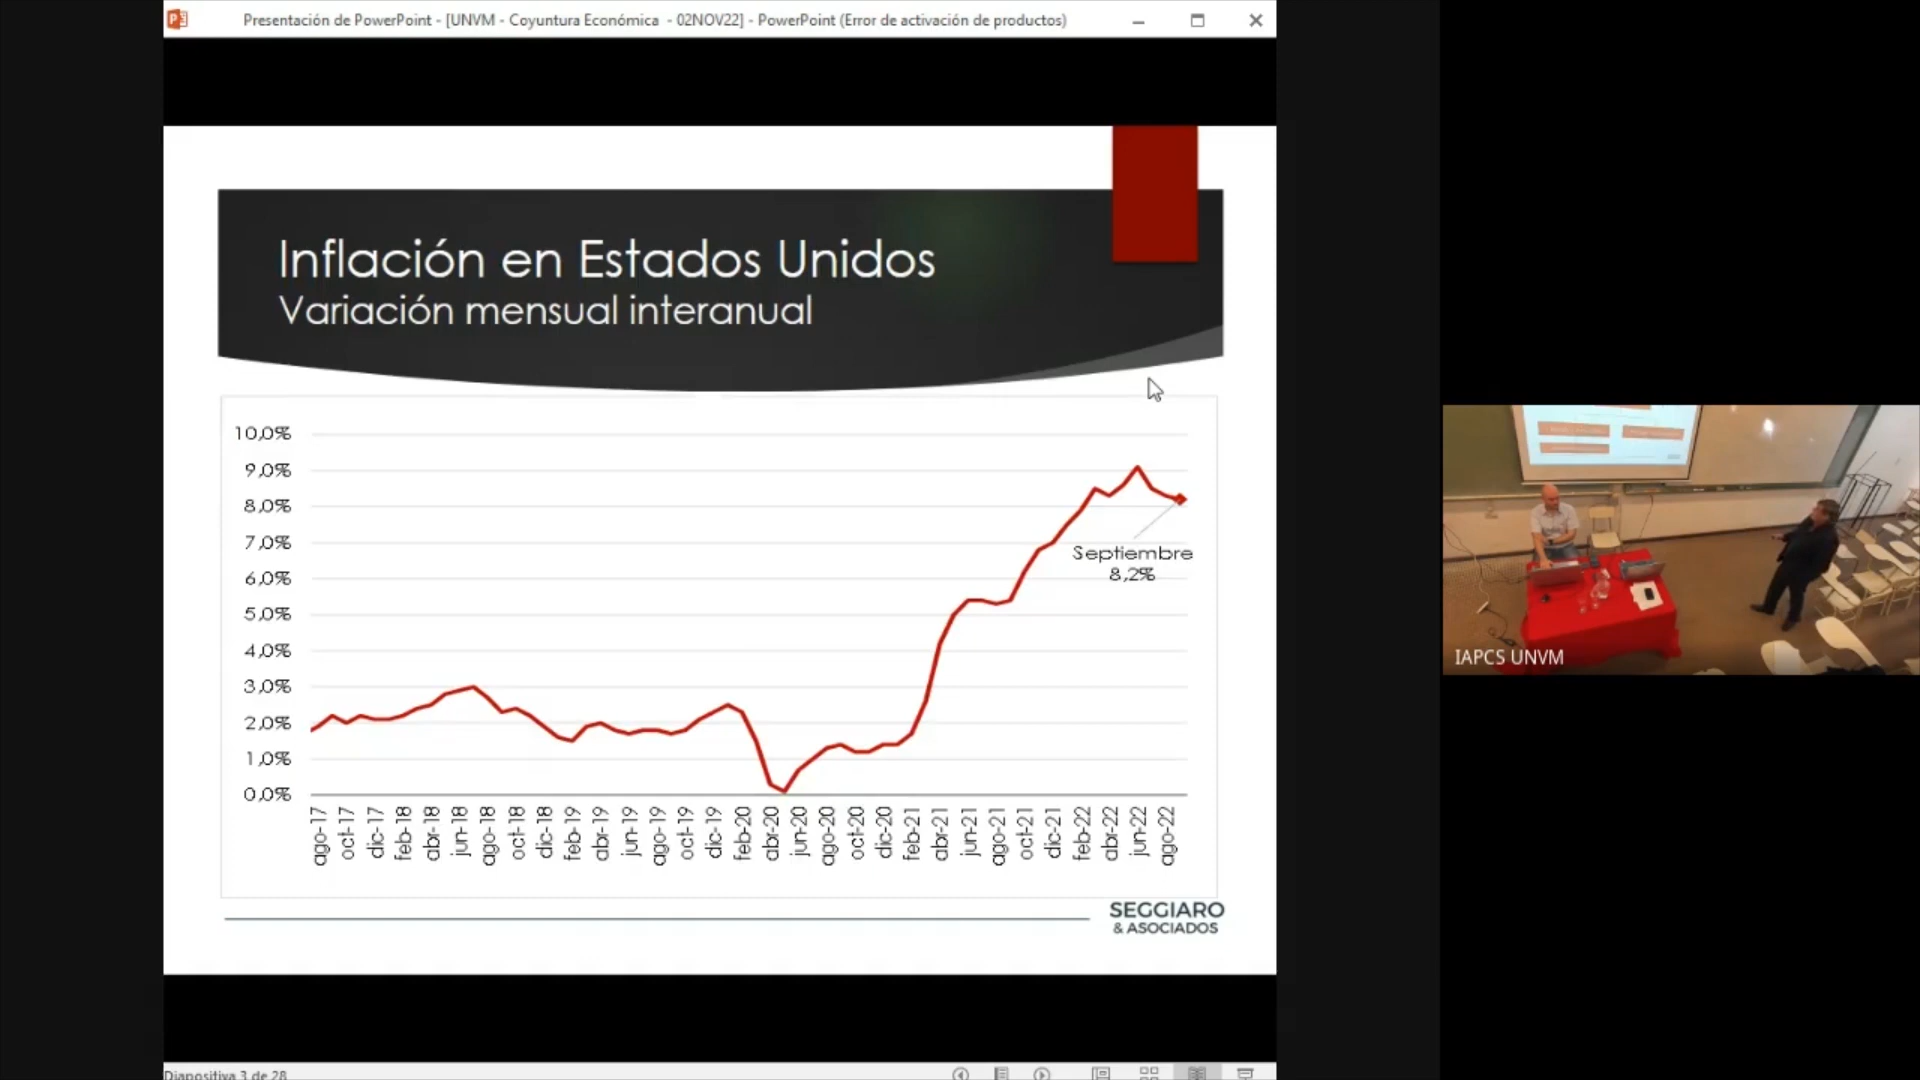 Presentación de PowerPoint - [UNVM - Coyuntura Económica - 02NOV22] - PowerPoint (Error de activación de productos)
Inflación en Estados Unidos
Variación mensual interanual
10,0%
9,0%
8,0%
7,0%
6,0%
5,0%
4,0%
3,0%
2,0%
1,0%
0,0%
Septiembre
8,2%
ago-17
oct-17
dic-17
feb-18
abr-18
jun-18
ago-18
oct-18
dic-18
feb-19
abr-19
jun-19
ago-19
oct-19
dic-19
feb-20
abr-20
jun-20
ago-20
oct-20
dic-20
feb-21
abr-21
jun-21
ago-21
oct-21
dic-21
feb-22
abr-22
jun-22
ago-22
SEGGIARO
& ASOCIADOS
IAPCS UNVM
Diapositiva 3 de 28